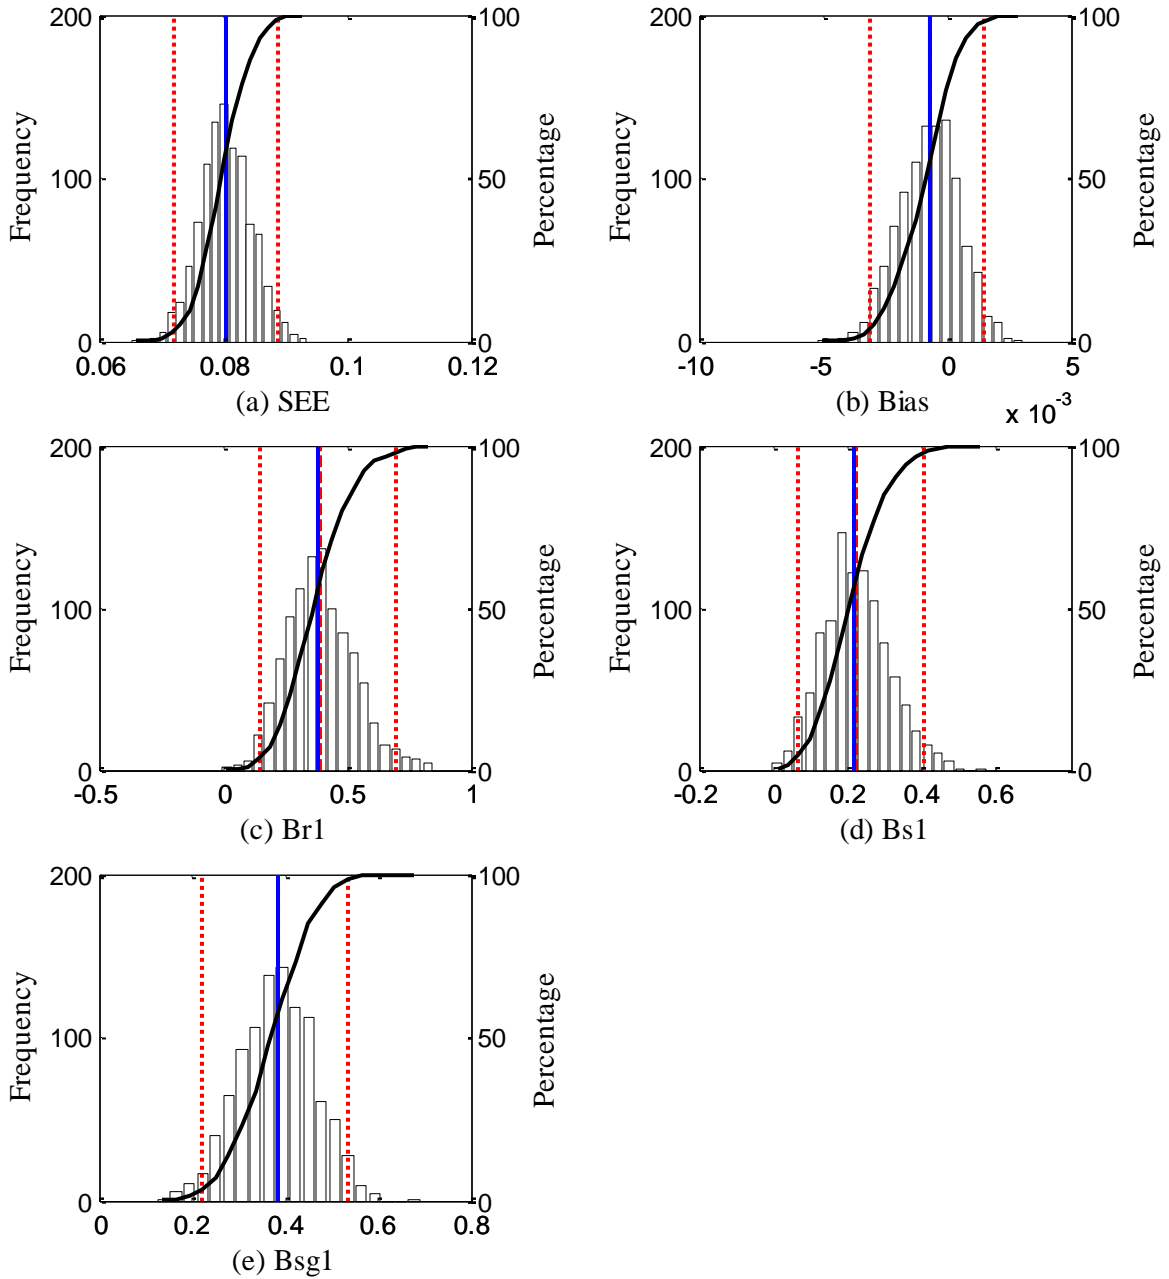 200 100
Frequency 100 50 Percentage
0 0
0.06 0.08 0.1 0.12
(a) SEE
200 100
Frequency 100 50 Percentage
0 0
-10 -5 0 5
(b) Bias x 10-3
200 100
Frequency 100 50 Percentage
0 0
-0.5 0 0.5 1
(c) Br1
200 100
Frequency 100 50 Percentage
0 0
-0.2 0 0.2 0.4 0.6
(d) Bs1
200 100
Frequency 100 50 Percentage
0 0
0 0.2 0.4 0.6 0.8
(e) Bsg1